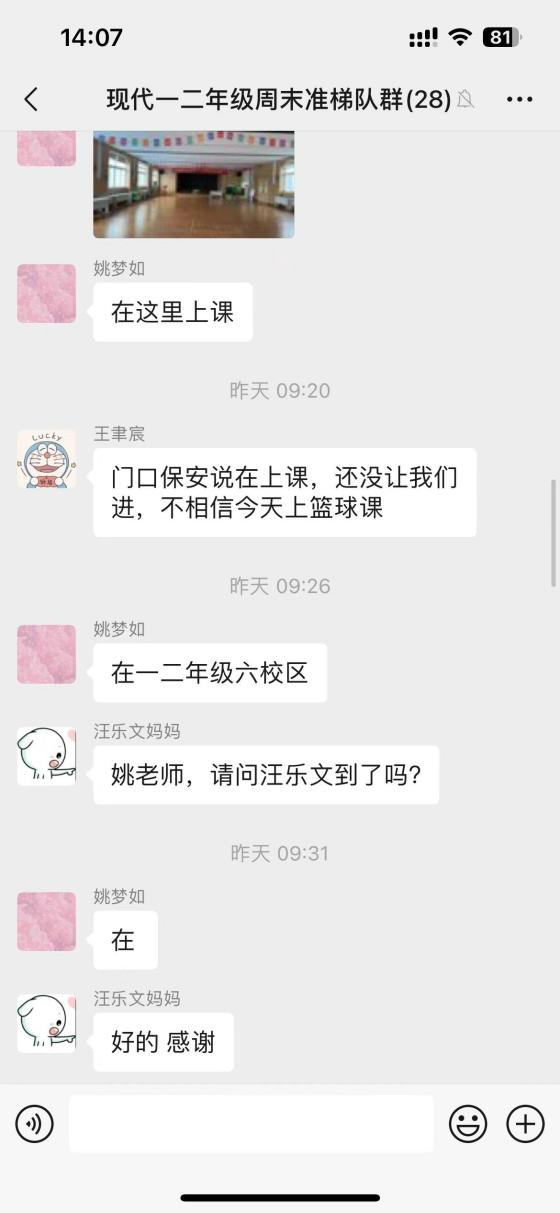 14:07
81
现代一二年级周末准梯队群(28)
姚梦如
在这里上课
昨天 09:20
Lucky
王聿宸
门口保安说在上课，还没让我们
进，不相信今天上篮球课
昨天 09:26
姚梦如
在一二年级六校区
汪乐文妈妈
姚老师，请问汪乐文到了吗？
昨天 09:31
姚梦如
在
汪乐文妈妈
好的 感谢